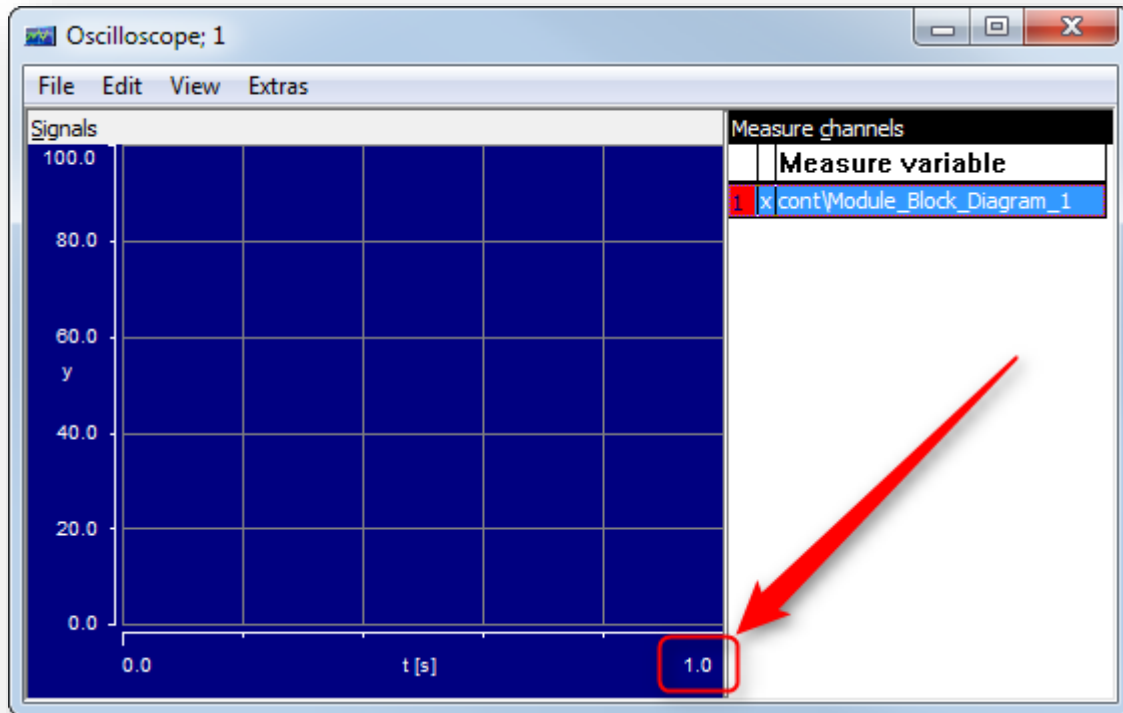 Oscilloscope; 1
File Edit View Extras
Signals
Measure channels
Measure variable
1 x cont\Module_Block_Diagram_1
100.0
80.0
60.0
y
40.0
20.0
0.0
0.0 t [s] 1.0